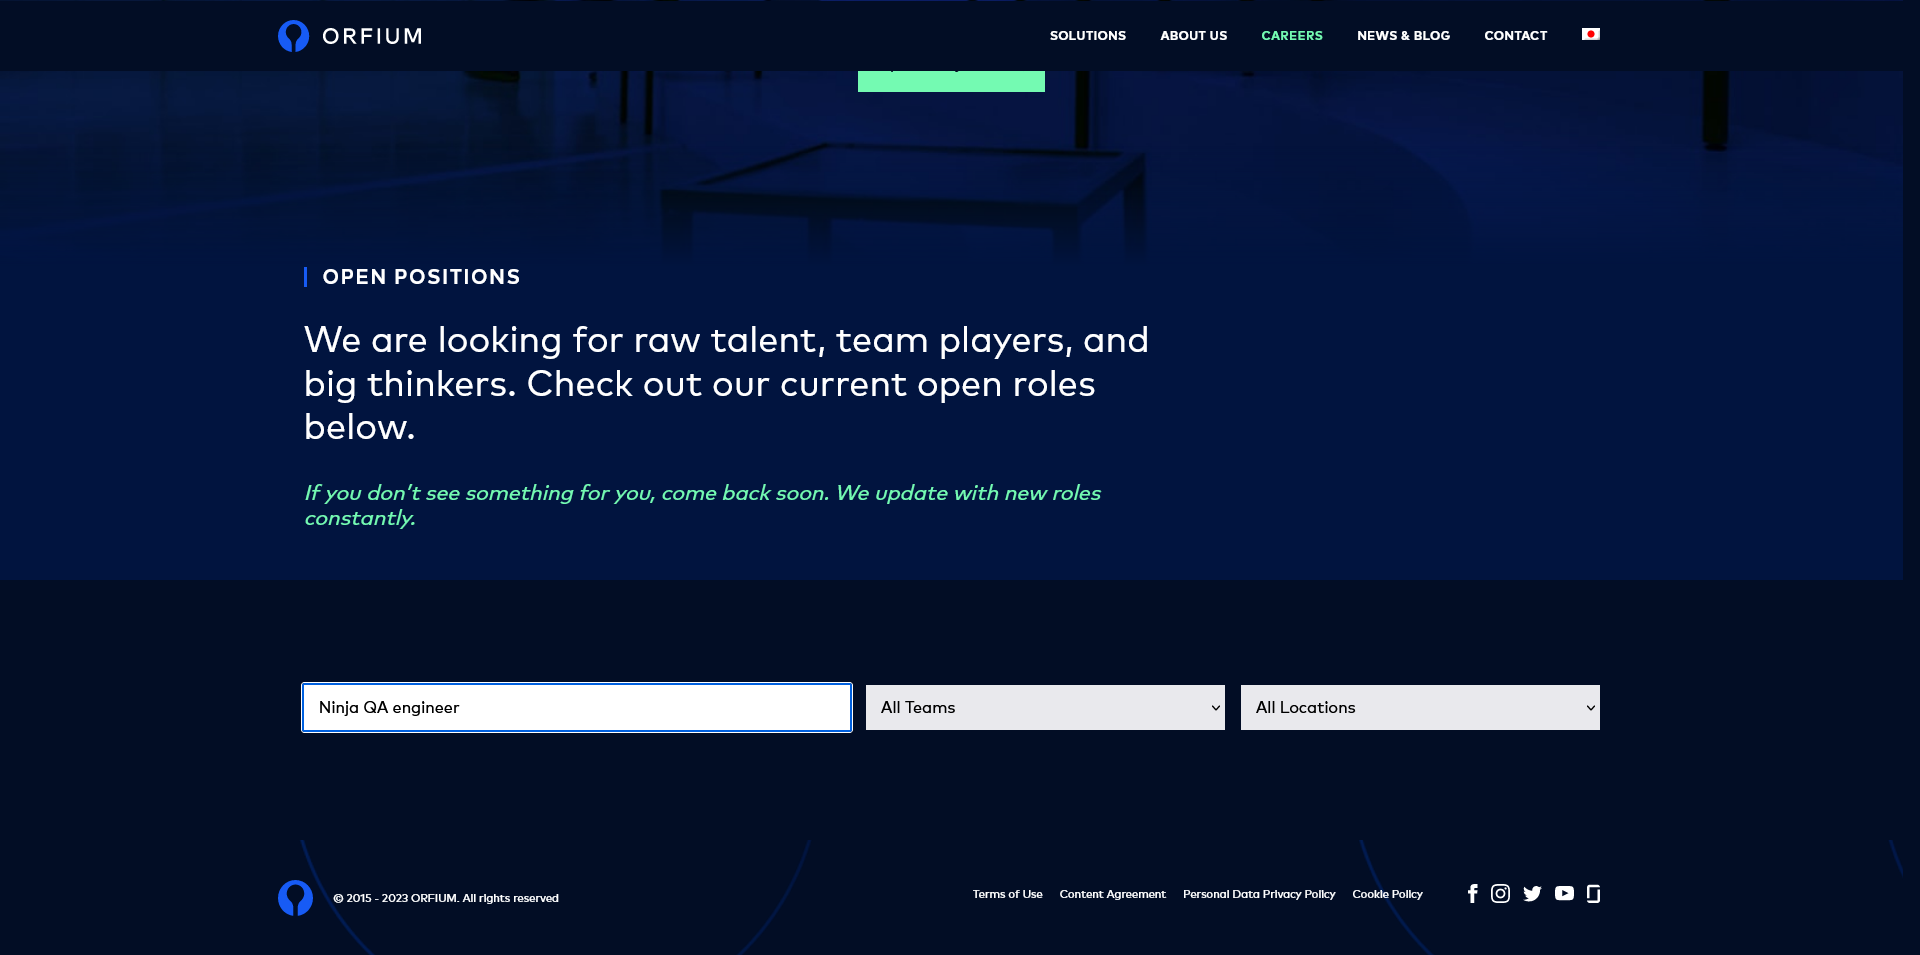 ORFIUM
SOLUTIONS
ABOUT US
CAREERS
NEWS & BLOG
CONTACT
OPEN POSITIONS
We are looking for raw talent, team players, and
big thinkers. Check out our current open roles
below.
If you don’t see something for you, come back soon. We update with new roles
constantly.
Ninja QA engineer
All Teams
All Locations
© 2015 - 2023 ORFIUM. All rights reserved
Terms of Use
Content Agreement
Personal Data Privacy Policy
Cookie Policy